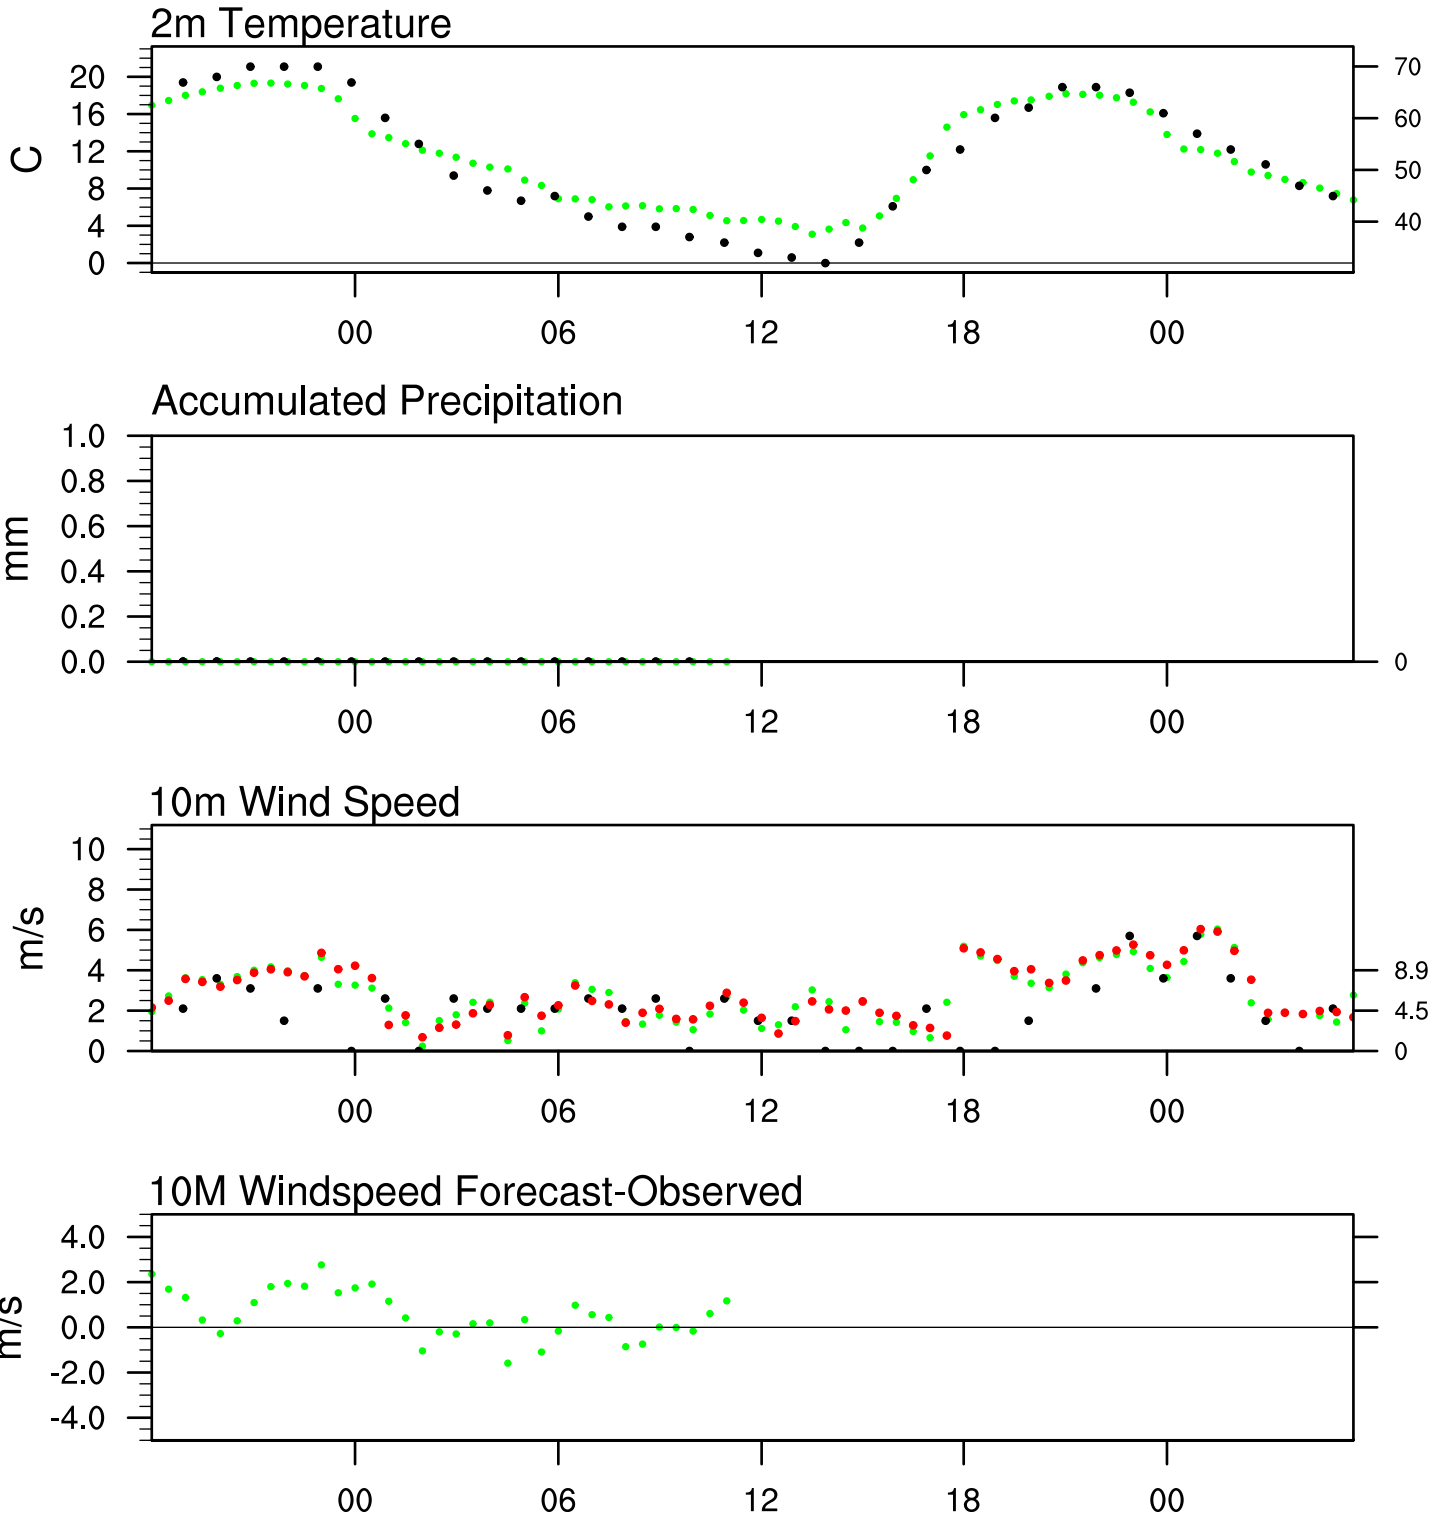 2m Temperature
20
16
12
8
4
0
C
70
60
50
40
00 06 12 18 00
Accumulated Precipitation
1.0
0.8
0.6
0.4
0.2
0.0
mm
0
00 06 12 18 00
10m Wind Speed
10
8
6
4
2
0
m/s
8.9
4.5
0
00 06 12 18 00
10M Windspeed Forecast-Observed
4.0
2.0
0.0
-2.0
-4.0
m/s
00 06 12 18 00